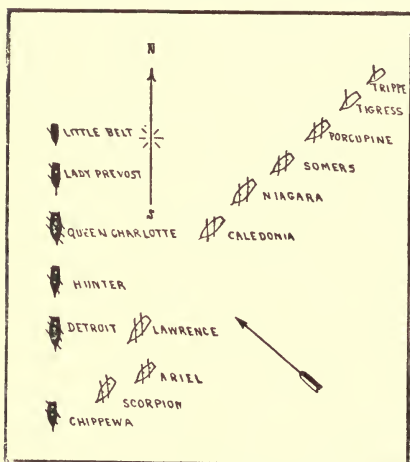 N
TRIPPE
TIGRESS
LITTLE BELT
PORCUPINE
LADY PREVOST
SOMERS
NIAGARA
S
QUEEN CHARLOTTE
CALEDONIA
HUNTER
DETROIT
LAWRENCE
ARIEL
SCORPION
CHIPPEWA